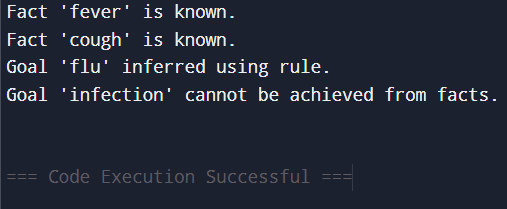 Fact 'fever' is known.
Fact 'cough' is known.
Goal 'flu' inferred using rule.
Goal 'infection' cannot be achieved from facts.
=== Code Execution Successful ===